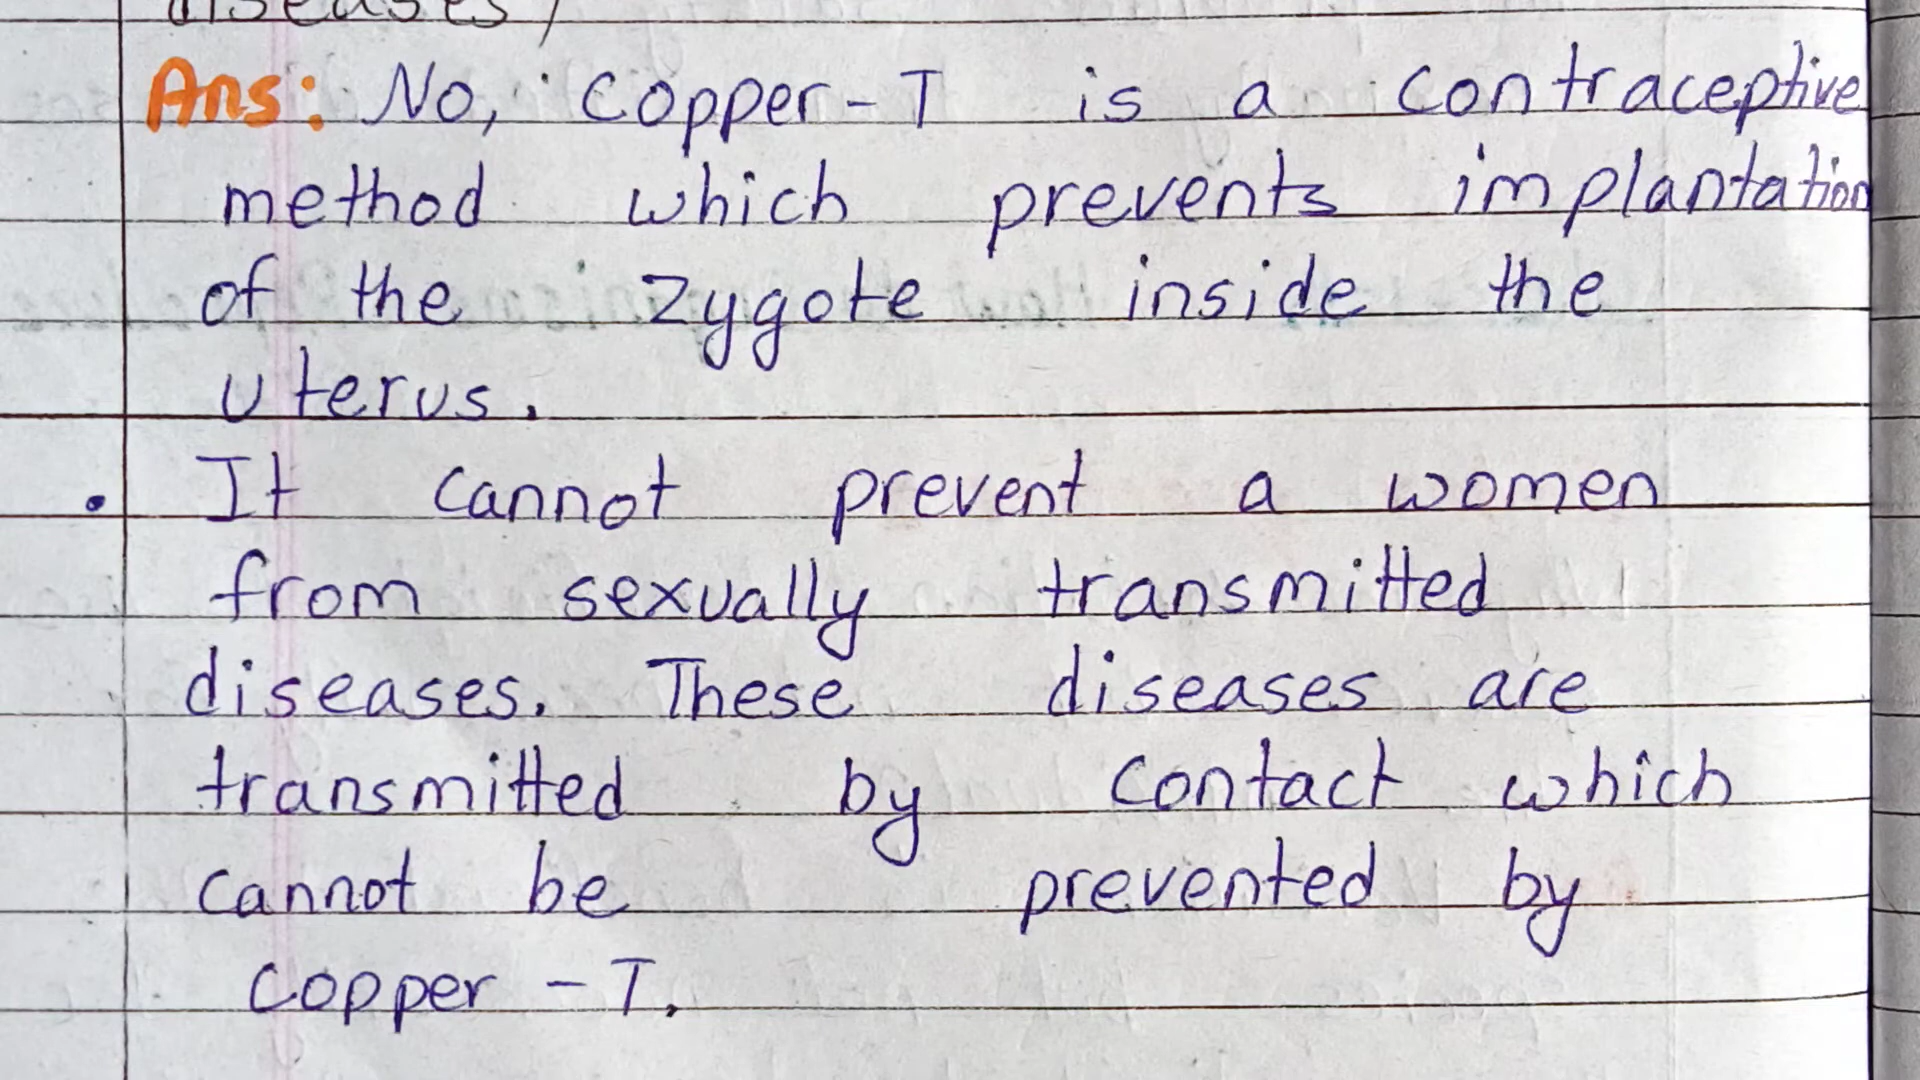 diseases /
Ans: No, Copper-T is a contraceptive
method which prevents implantation
of the zygote inside the
uterus.
• It cannot prevent a women
from sexually transmitted
diseases. These diseases are
transmitted by contact which
cannot be prevented by
copper - T.